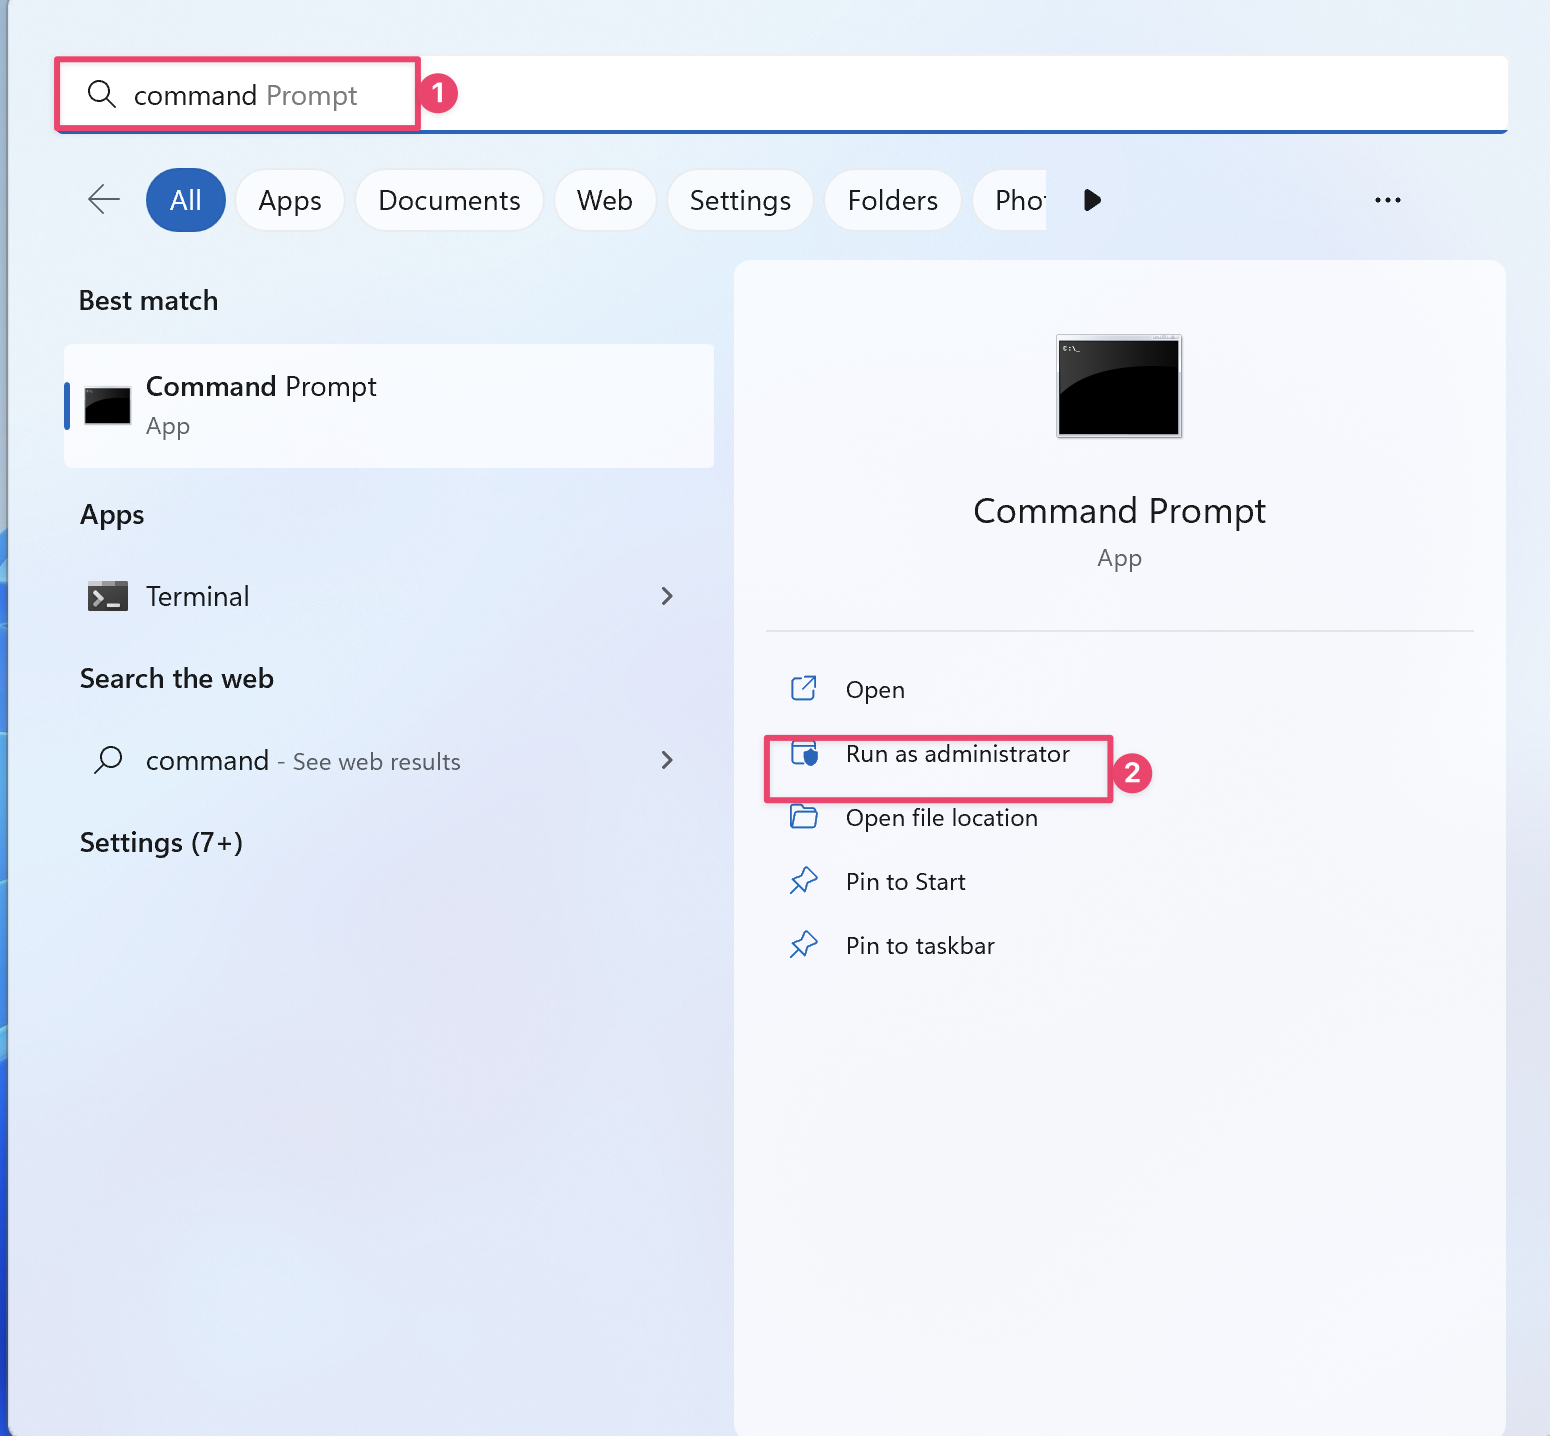 command Prompt
1
All
Apps
Documents
Web
Settings
Folders
Pho
Best match
Command Prompt
App
Apps
Terminal
Search the web
command - See web results
Settings (7+)
C:\_
Command Prompt
App
Open
Run as administrator
2
Open file location
Pin to Start
Pin to taskbar